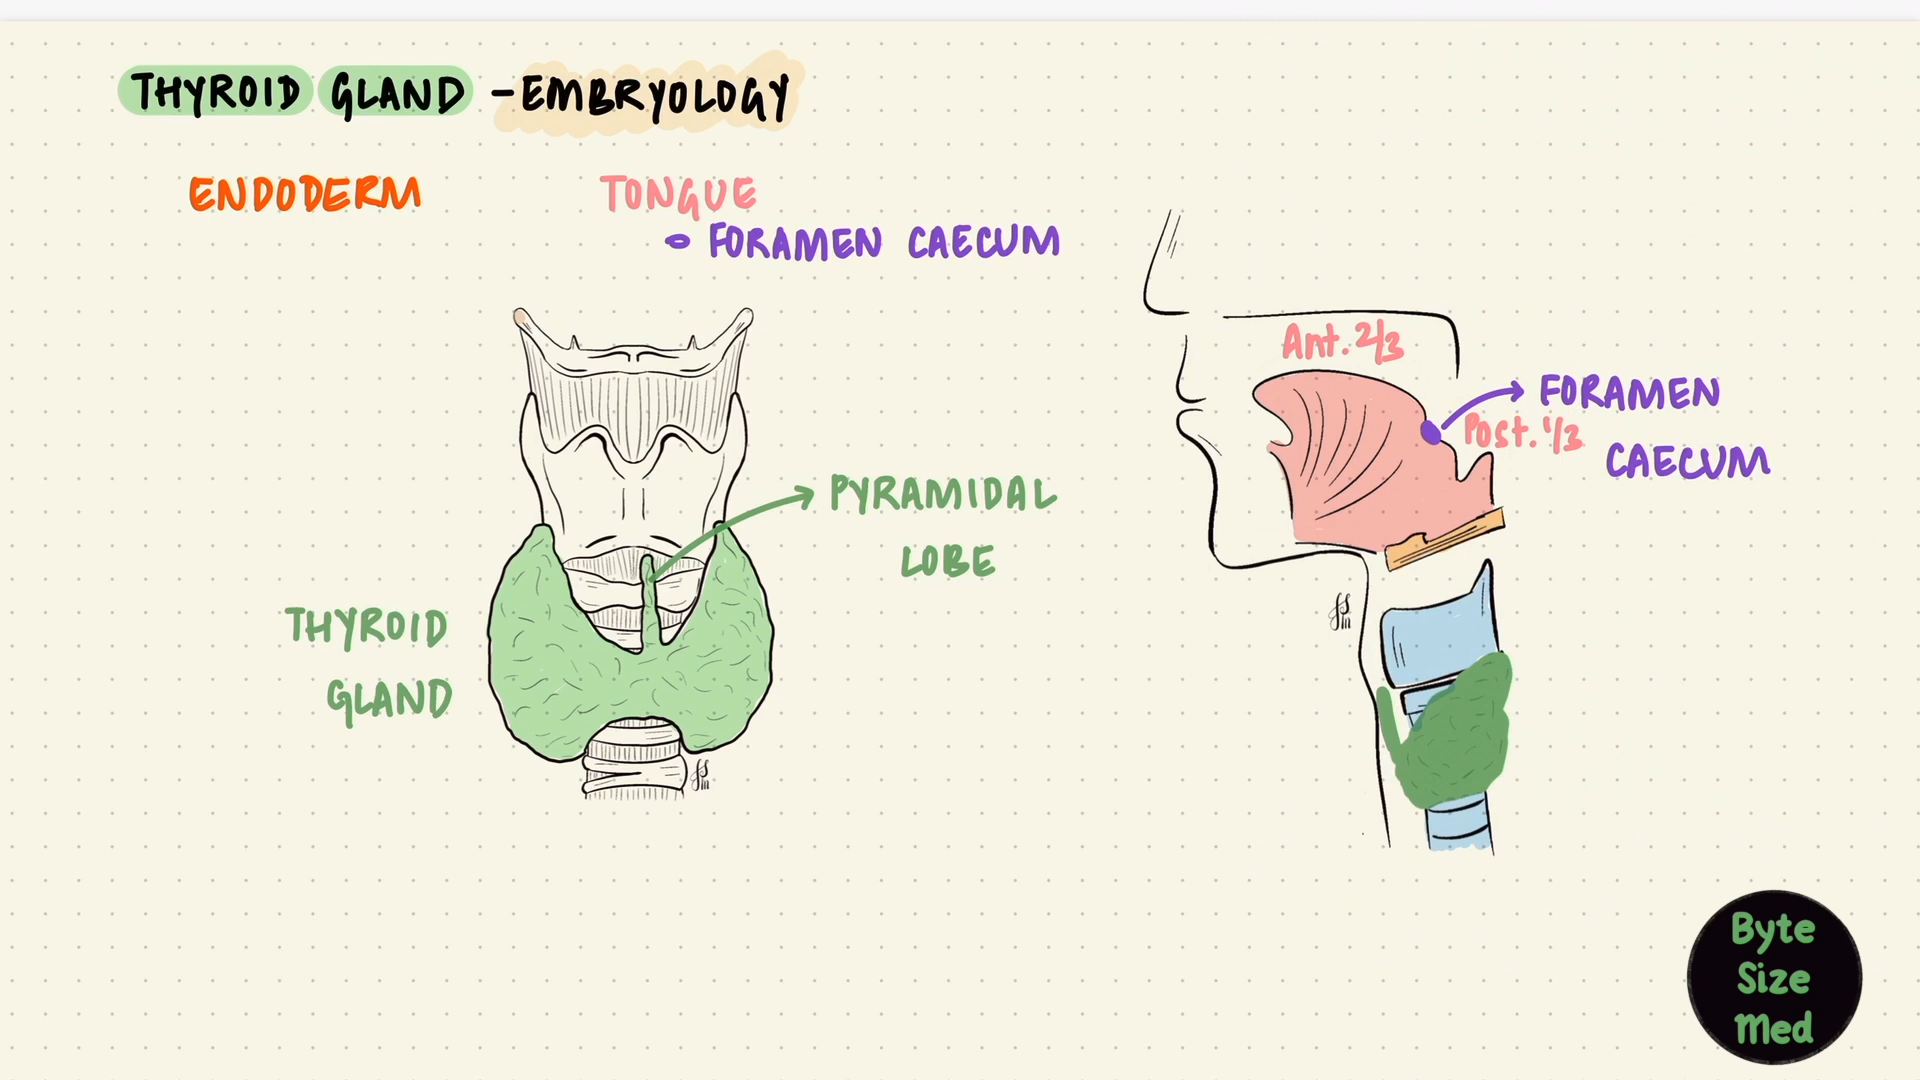 THYROID GLAND - EMBRYOLOGY
ENDODERM
TONGUE
FORAMEN CAECUM
Ant. 2/3
FORAMEN
CAECUM
Post. 1/3
PYRAMIDAL
LOBE
THYROID
GLAND
Byte
Size
Med